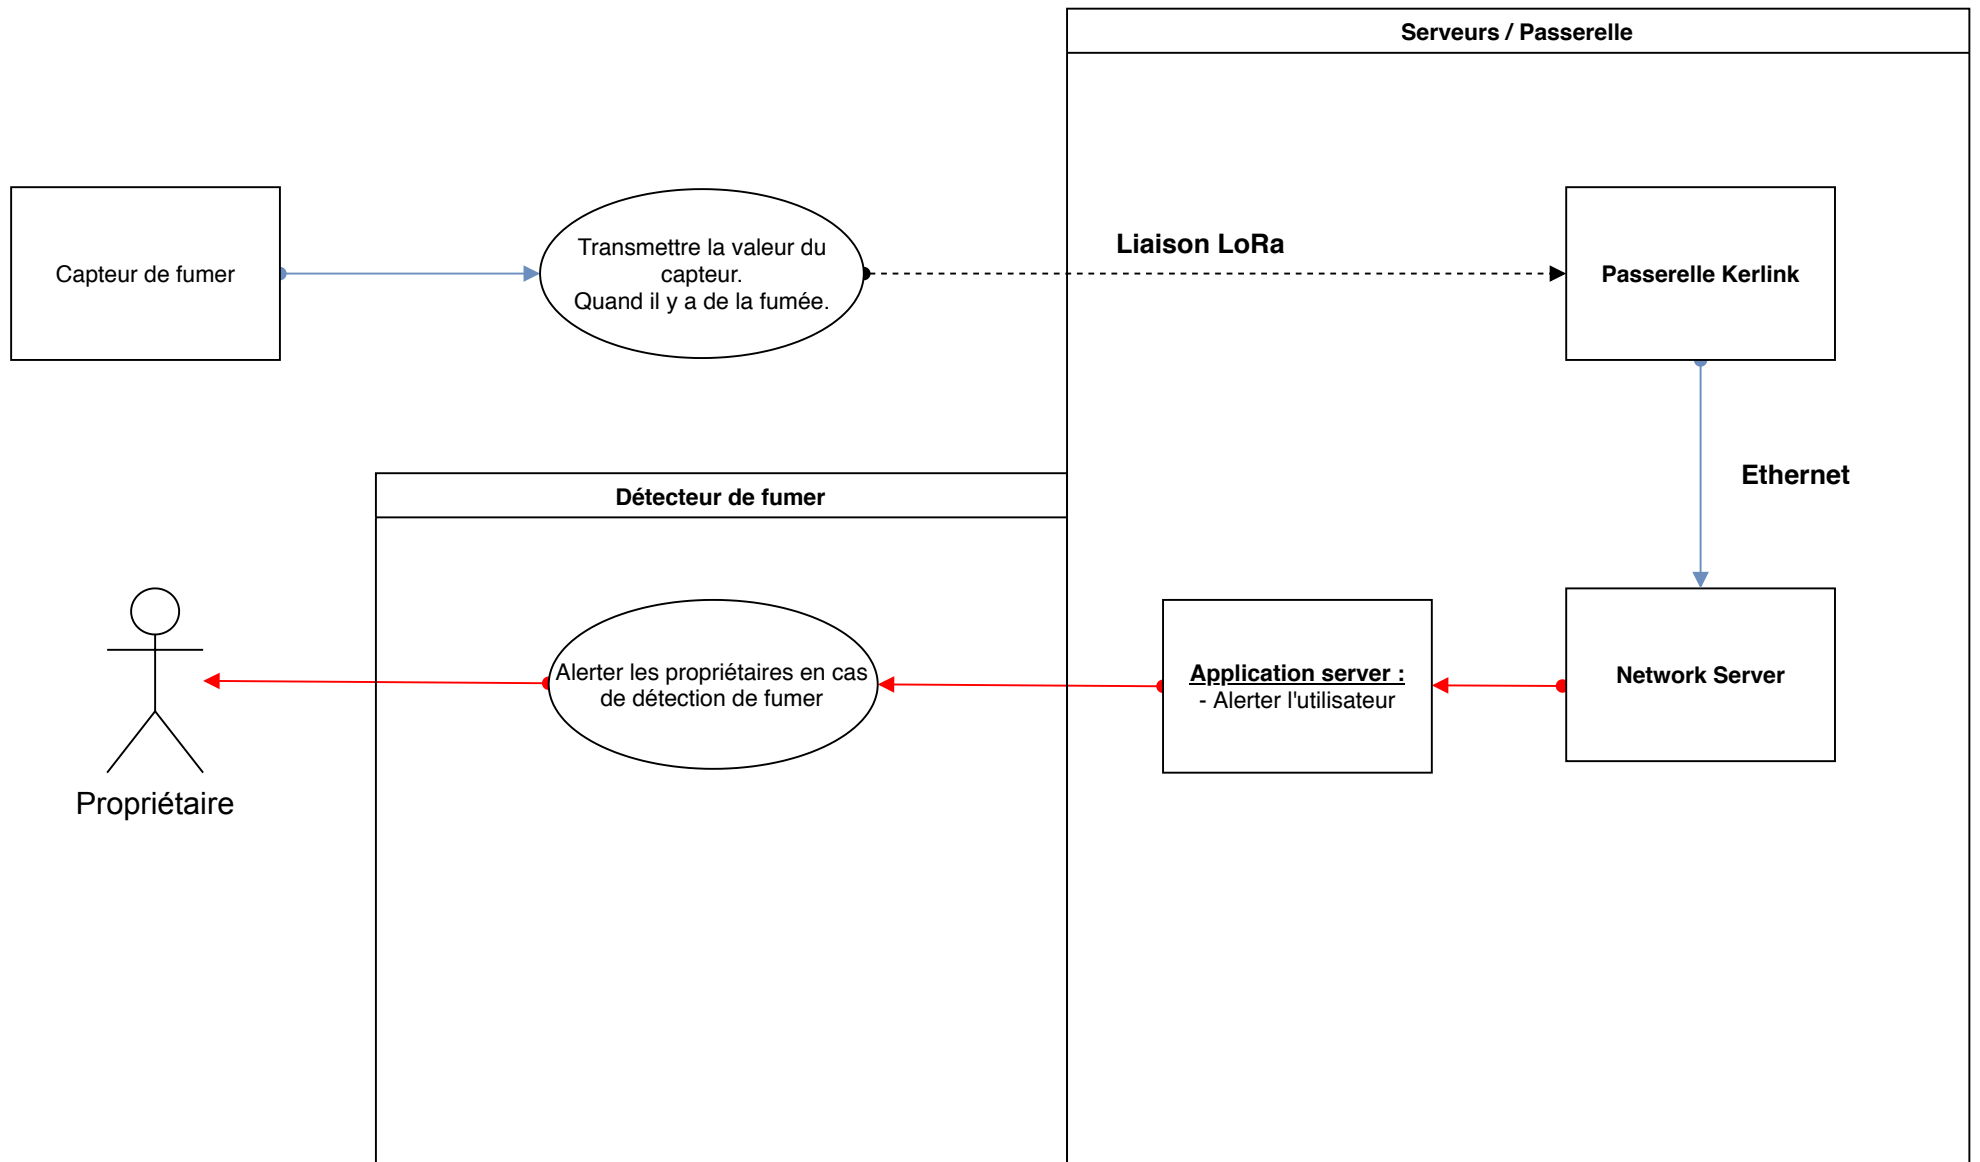 Serveurs / Passerelle
Capteur de fumer
Transmettre la valeur du
capteur.
Quand il y a de la fumée.
Liaison LoRa
Passerelle Kerlink
Ethernet
Détecteur de fumer
Propriétaire
Alerter les propriétaires en cas
de détection de fumer
Application server :
- Alerter l'utilisateur
Network Server